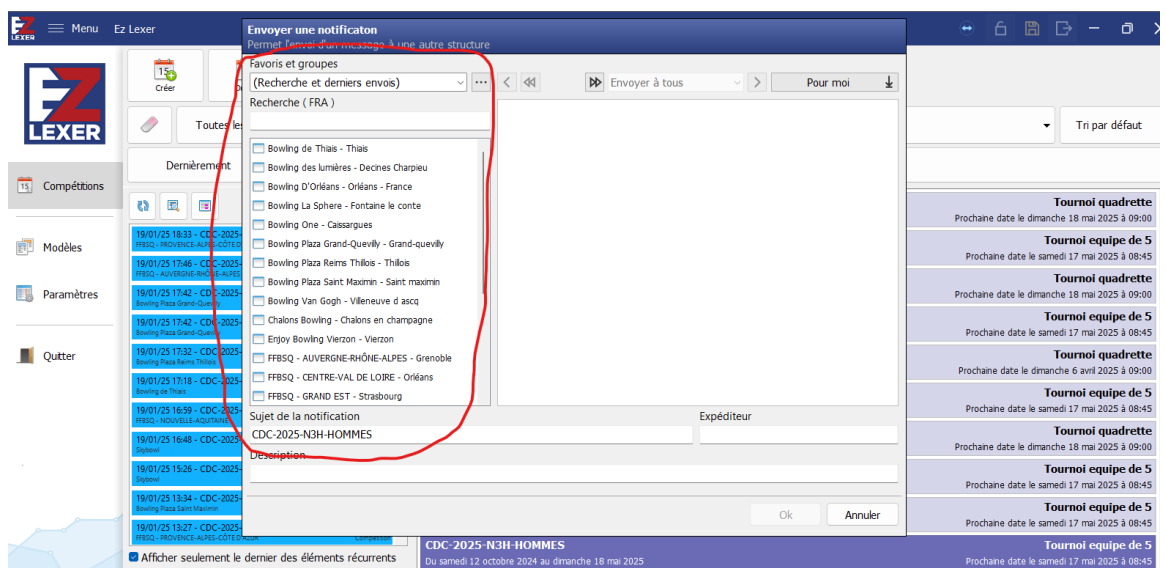 EZ LEXER
Menu
Ez Lexer
Envoyer une notificaton
Permet l'envoi d'un message à une autre structure
15
Créer
Toutes les
Dernièrement
Tri par défaut
EZ
LEXER
15
Compétitions
Modèles
Paramètres
Quitter
Favoris et groupes
(Recherche et derniers envois)
...
Envoyer à tous
Pour moi
Recherche ( FRA )
Bowling de Thiais - Thiais
Bowling des lumières - Decines Charpieu
Bowling D'Orléans - Orléans - France
Bowling La Sphere - Fontaine le conte
Bowling One - Caissargues
Bowling Plaza Grand-Quevilly - Grand-quevilly
Bowling Plaza Reims Thillois - Thillois
Bowling Plaza Saint Maximin - Saint maximin
Bowling Van Gogh - Villeneuve d ascq
Chalons Bowling - Chalons en champagne
Enjoy Bowling Vierzon - Vierzon
FFBSQ - AUVERGNE-RHÔNE-ALPES - Grenoble
FFBSQ - CENTRE-VAL DE LOIRE - Orléans
FFBSQ - GRAND EST - Strasbourg
Sujet de la notification
Expéditeur
CDC-2025-N3H-HOMMES
Description
Ok
Annuler
19/01/25 18:33 - CDC-2025-
FFBSQ - PROVENCE-ALPES-CÔTE D
19/01/25 17:46 - CDC-2025-
FFBSQ - AUVERGNE-RHÔNE-ALPES
19/01/25 17:42 - CDC-2025-
Bowling Plaza Grand-Quevilly
19/01/25 17:42 - CDC-2025-
Bowling Plaza Grand-Quevilly
19/01/25 17:32 - CDC-2025-
Bowling Plaza Reims Thillois
19/01/25 17:18 - CDC-2025-
Bowling de Thiais
19/01/25 16:59 - CDC-2025-
FFBSQ - NOUVELLE-AQUITAINE
19/01/25 16:48 - CDC-2025-
Skybowl
19/01/25 15:26 - CDC-2025-
Skybowl
19/01/25 13:34 - CDC-2025-
Bowling Plaza Saint Maximin
19/01/25 13:27 - CDC-2025-
FFBSQ - PROVENCE-ALPES-CÔTE D'AZUR
Compétition
Afficher seulement le dernier des éléments récurrents
Tournoi quadrette
Prochaine date le dimanche 18 mai 2025 à 09:00
Tournoi equipe de 5
Prochaine date le samedi 17 mai 2025 à 08:45
Tournoi quadrette
Prochaine date le dimanche 18 mai 2025 à 09:00
Tournoi equipe de 5
Prochaine date le samedi 17 mai 2025 à 08:45
Tournoi quadrette
Prochaine date le dimanche 6 avril 2025 à 09:00
Tournoi equipe de 5
Prochaine date le samedi 17 mai 2025 à 08:45
Tournoi quadrette
Prochaine date le dimanche 18 mai 2025 à 09:00
Tournoi equipe de 5
Prochaine date le samedi 17 mai 2025 à 08:45
Tournoi equipe de 5
Prochaine date le samedi 17 mai 2025 à 08:45
CDC-2025-N3H-HOMMES
Tournoi equipe de 5
Du samedi 12 octobre 2024 au dimanche 18 mai 2025
Prochaine date le samedi 17 mai 2025 à 08:45